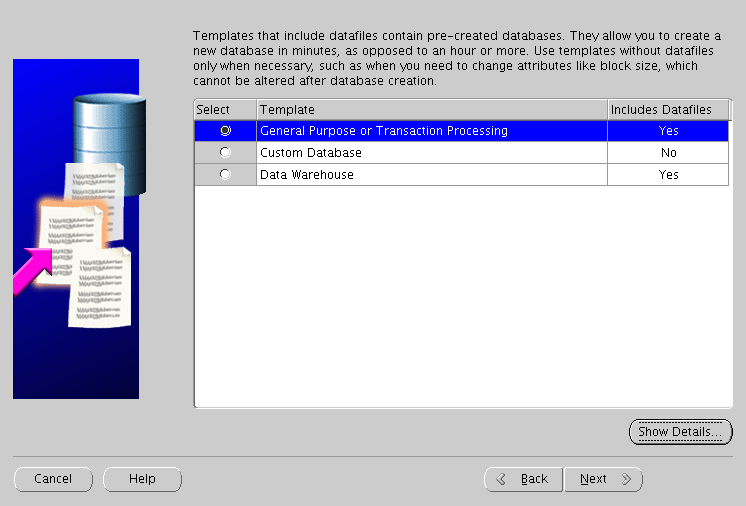 Templates that include datafiles contain pre-created databases. They allow you to create a
new database in minutes, as opposed to an hour or more. Use templates without datafiles
only when necessary, such as when you need to change attributes like block size, which
cannot be altered after database creation.
Select Template Includes Datafiles
General Purpose or Transaction Processing Yes
Custom Database No
Data Warehouse Yes
Show Details...
Cancel Help Back Next